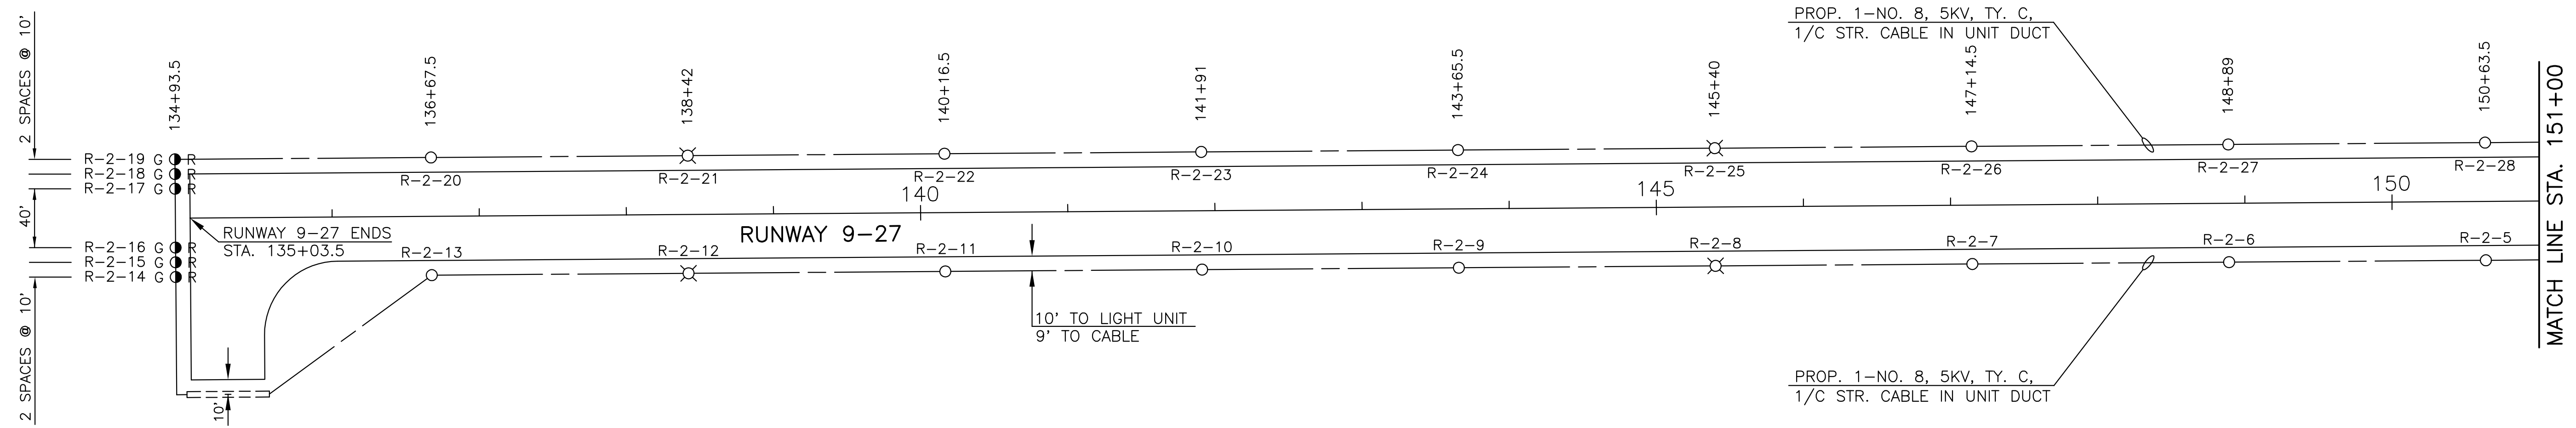 2 SPACES @ 10'
134+93.5
136+67.5
138+42
140+16.5
141+91
143+65.5
145+40
147+14.5
148+89
150+63.5
PROP. 1-NO. 8, 5KV, TY. C,
1/C STR. CABLE IN UNIT DUCT
MATCH LINE STA. 151+00
R-2-19 G R
R-2-18 G R
R-2-17 G R
R-2-20
R-2-21
R-2-22
R-2-23
R-2-24
R-2-25
R-2-26
R-2-27
R-2-28
140
145
150
40'
RUNWAY 9-27 ENDS
STA. 135+03.5
RUNWAY 9-27
R-2-16 G R
R-2-15 G R
R-2-14 G R
R-2-13
R-2-12
R-2-11
R-2-10
R-2-9
R-2-8
R-2-7
R-2-6
R-2-5
10' TO LIGHT UNIT
9' TO CABLE
2 SPACES @ 10'
10'
PROP. 1-NO. 8, 5KV, TY. C,
1/C STR. CABLE IN UNIT DUCT